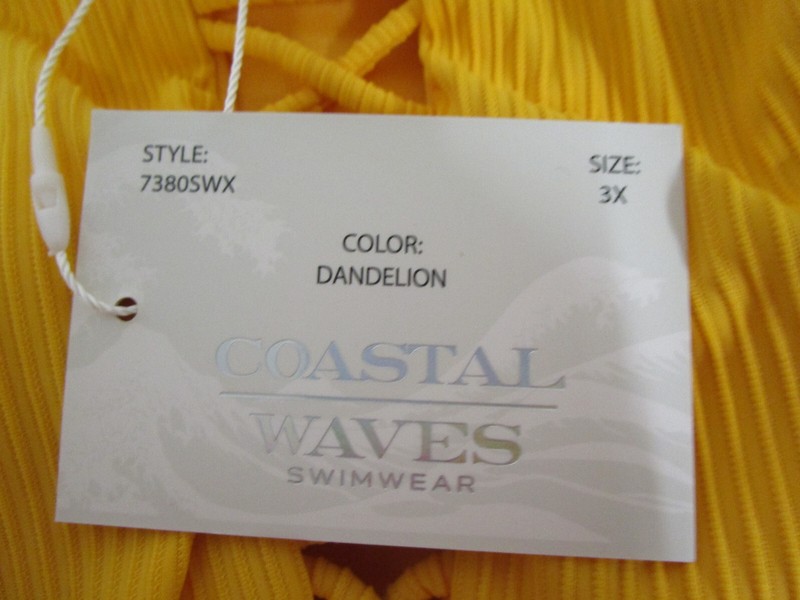 STYLE:
7380SWX
SIZE:
3X
COLOR:
DANDELION
COASTAL
WAVES
SWIMWEAR